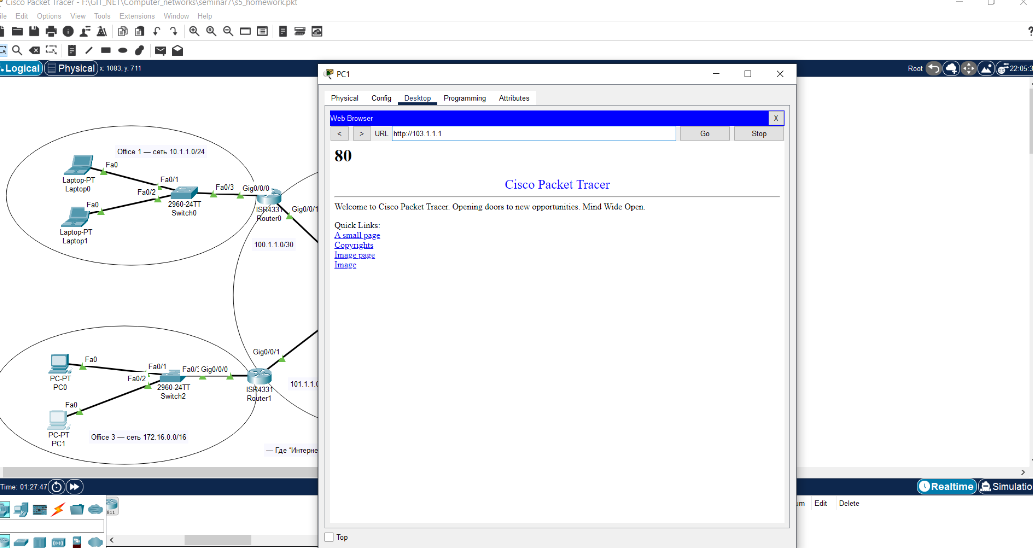 Cisco Packet Tracer - F:\GIT_NET\Computer_networks\seminar7\s5_homework.pkt
Edit Options View Tools Extensions Window Help
Logical Physical x: 1083, y: 711
Root 22:05:3
PC1
Physical Config Desktop Programming Attributes
Web Browser X
< > URL http://103.1.1.1 Go Stop
80
Cisco Packet Tracer
Welcome to Cisco Packet Tracer. Opening doors to new opportunities. Mind Wide Open.
Quick Links:
A small page
Copyrights
Image page
Image
Office 1 — сеть 10.1.1.0/24
Fa0
Laptop-PT
Laptop0
Fa0/1
Fa0/2
Fa0/3
Gig0/0/0
2960-24TT
Switch0
ISR4331
Router0
Gig0/0/1
Fa0
Laptop-PT
Laptop1
100.1.1.0/30
Gig0/0/1
Fa0
PC-PT
PC0
Fa0/1
Fa0/2
Fa0/3
Gig0/0/0
2960-24TT
Switch2
ISR4331
Router1
101.1.1.0
Fa0
PC-PT
PC1
Office 3 — сеть 172.16.0.0/16
— Где "Интерне
Time: 01:27:47
Realtime Simulatio
Edit Delete
Top